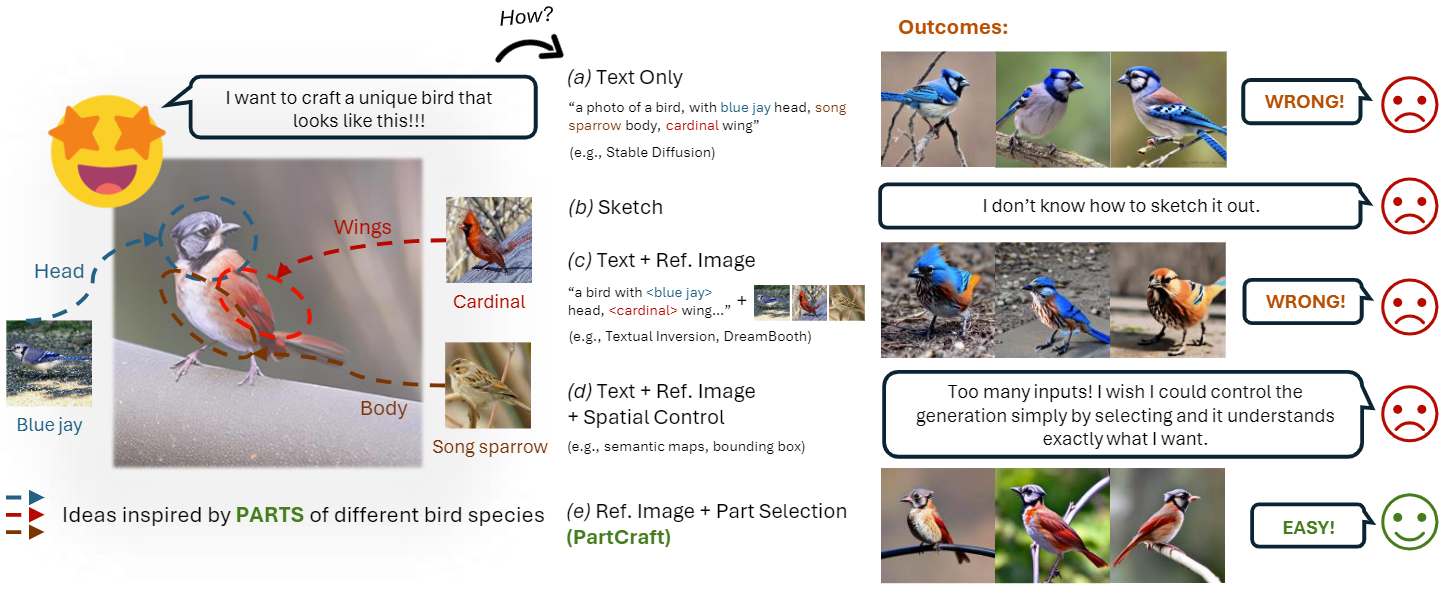 How?
I want to craft a unique bird that
looks like this!!!
Head
Wings
Cardinal
Blue jay
Body
Song sparrow
Ideas inspired by PARTS of different bird species
(a) Text Only
“a photo of a bird, with blue jay head, song
sparrow body, cardinal wing”
(e.g., Stable Diffusion)
(b) Sketch
(c) Text + Ref. Image
“a bird with <blue jay>
head, <cardinal> wing...” +
(e.g., Textual Inversion, DreamBooth)
(d) Text + Ref. Image
+ Spatial Control
(e.g., semantic maps, bounding box)
(e) Ref. Image + Part Selection
(PartCraft)
Outcomes:
WRONG!
I don’t know how to sketch it out.
WRONG!
Too many inputs! I wish I could control the
generation simply by selecting and it understands
exactly what I want.
EASY!